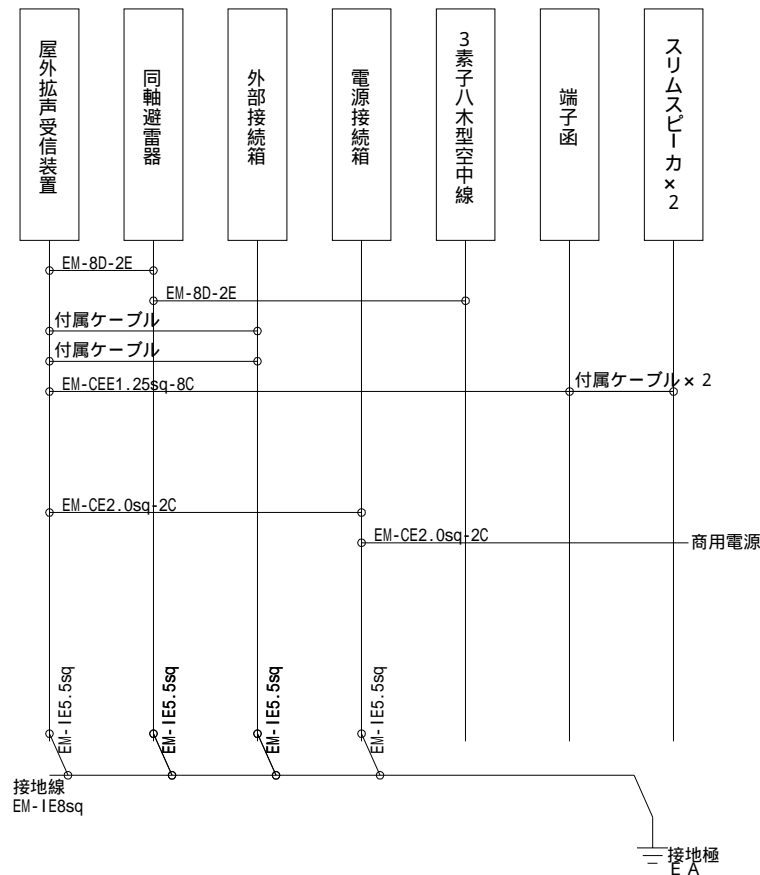 屋外拡声受信装置
同軸避雷器
外部接続箱
電源接続箱
3素子八木型空中線
端子函
スリムスピーカ×2
EM-8D-2E
EM-8D-2E
付属ケーブル
付属ケーブル
EM-CEE1.25sq-8C
付属ケーブル×2
EM-CE2.0sq-2C
EM-CE2.0sq-2C
商用電源
EM-IE5.5sq
EM-IE5.5sq
EM-IE5.5sq
EM-IE5.5sq
接地線
EM-IE8sq
接地極
EA